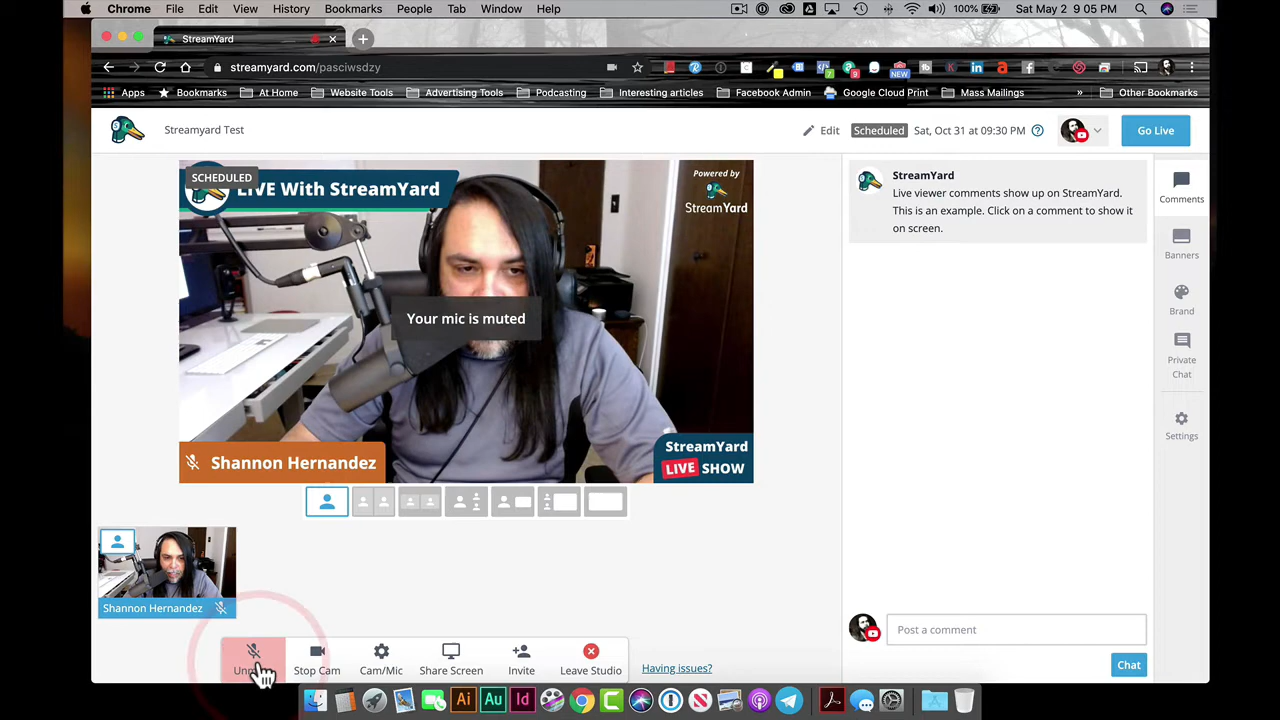 Chrome File Edit View History Bookmarks People Tab Window Help
100% Sat May 2 9:05 PM
StreamYard
streamyard.com/pasciwsdzy
NEW
Apps Bookmarks At Home Website Tools Advertising Tools Podcasting Interesting articles Facebook Admin Google Cloud Print Mass Mailings » Other Bookmarks
Streamyard Test
Edit Scheduled Sat, Oct 31 at 09:30 PM
Go Live
SCHEDULED
LIVE With StreamYard
Powered by
StreamYard
Your mic is muted
Shannon Hernandez
StreamYard
LIVE SHOW
StreamYard
Live viewer comments show up on StreamYard.
This is an example. Click on a comment to show it
on screen.
Comments
Banners
Brand
Private
Chat
Settings
Shannon Hernandez
Stop Cam Cam/Mic Share Screen Invite Leave Studio
Having issues?
Post a comment
Chat
Ai Au Id